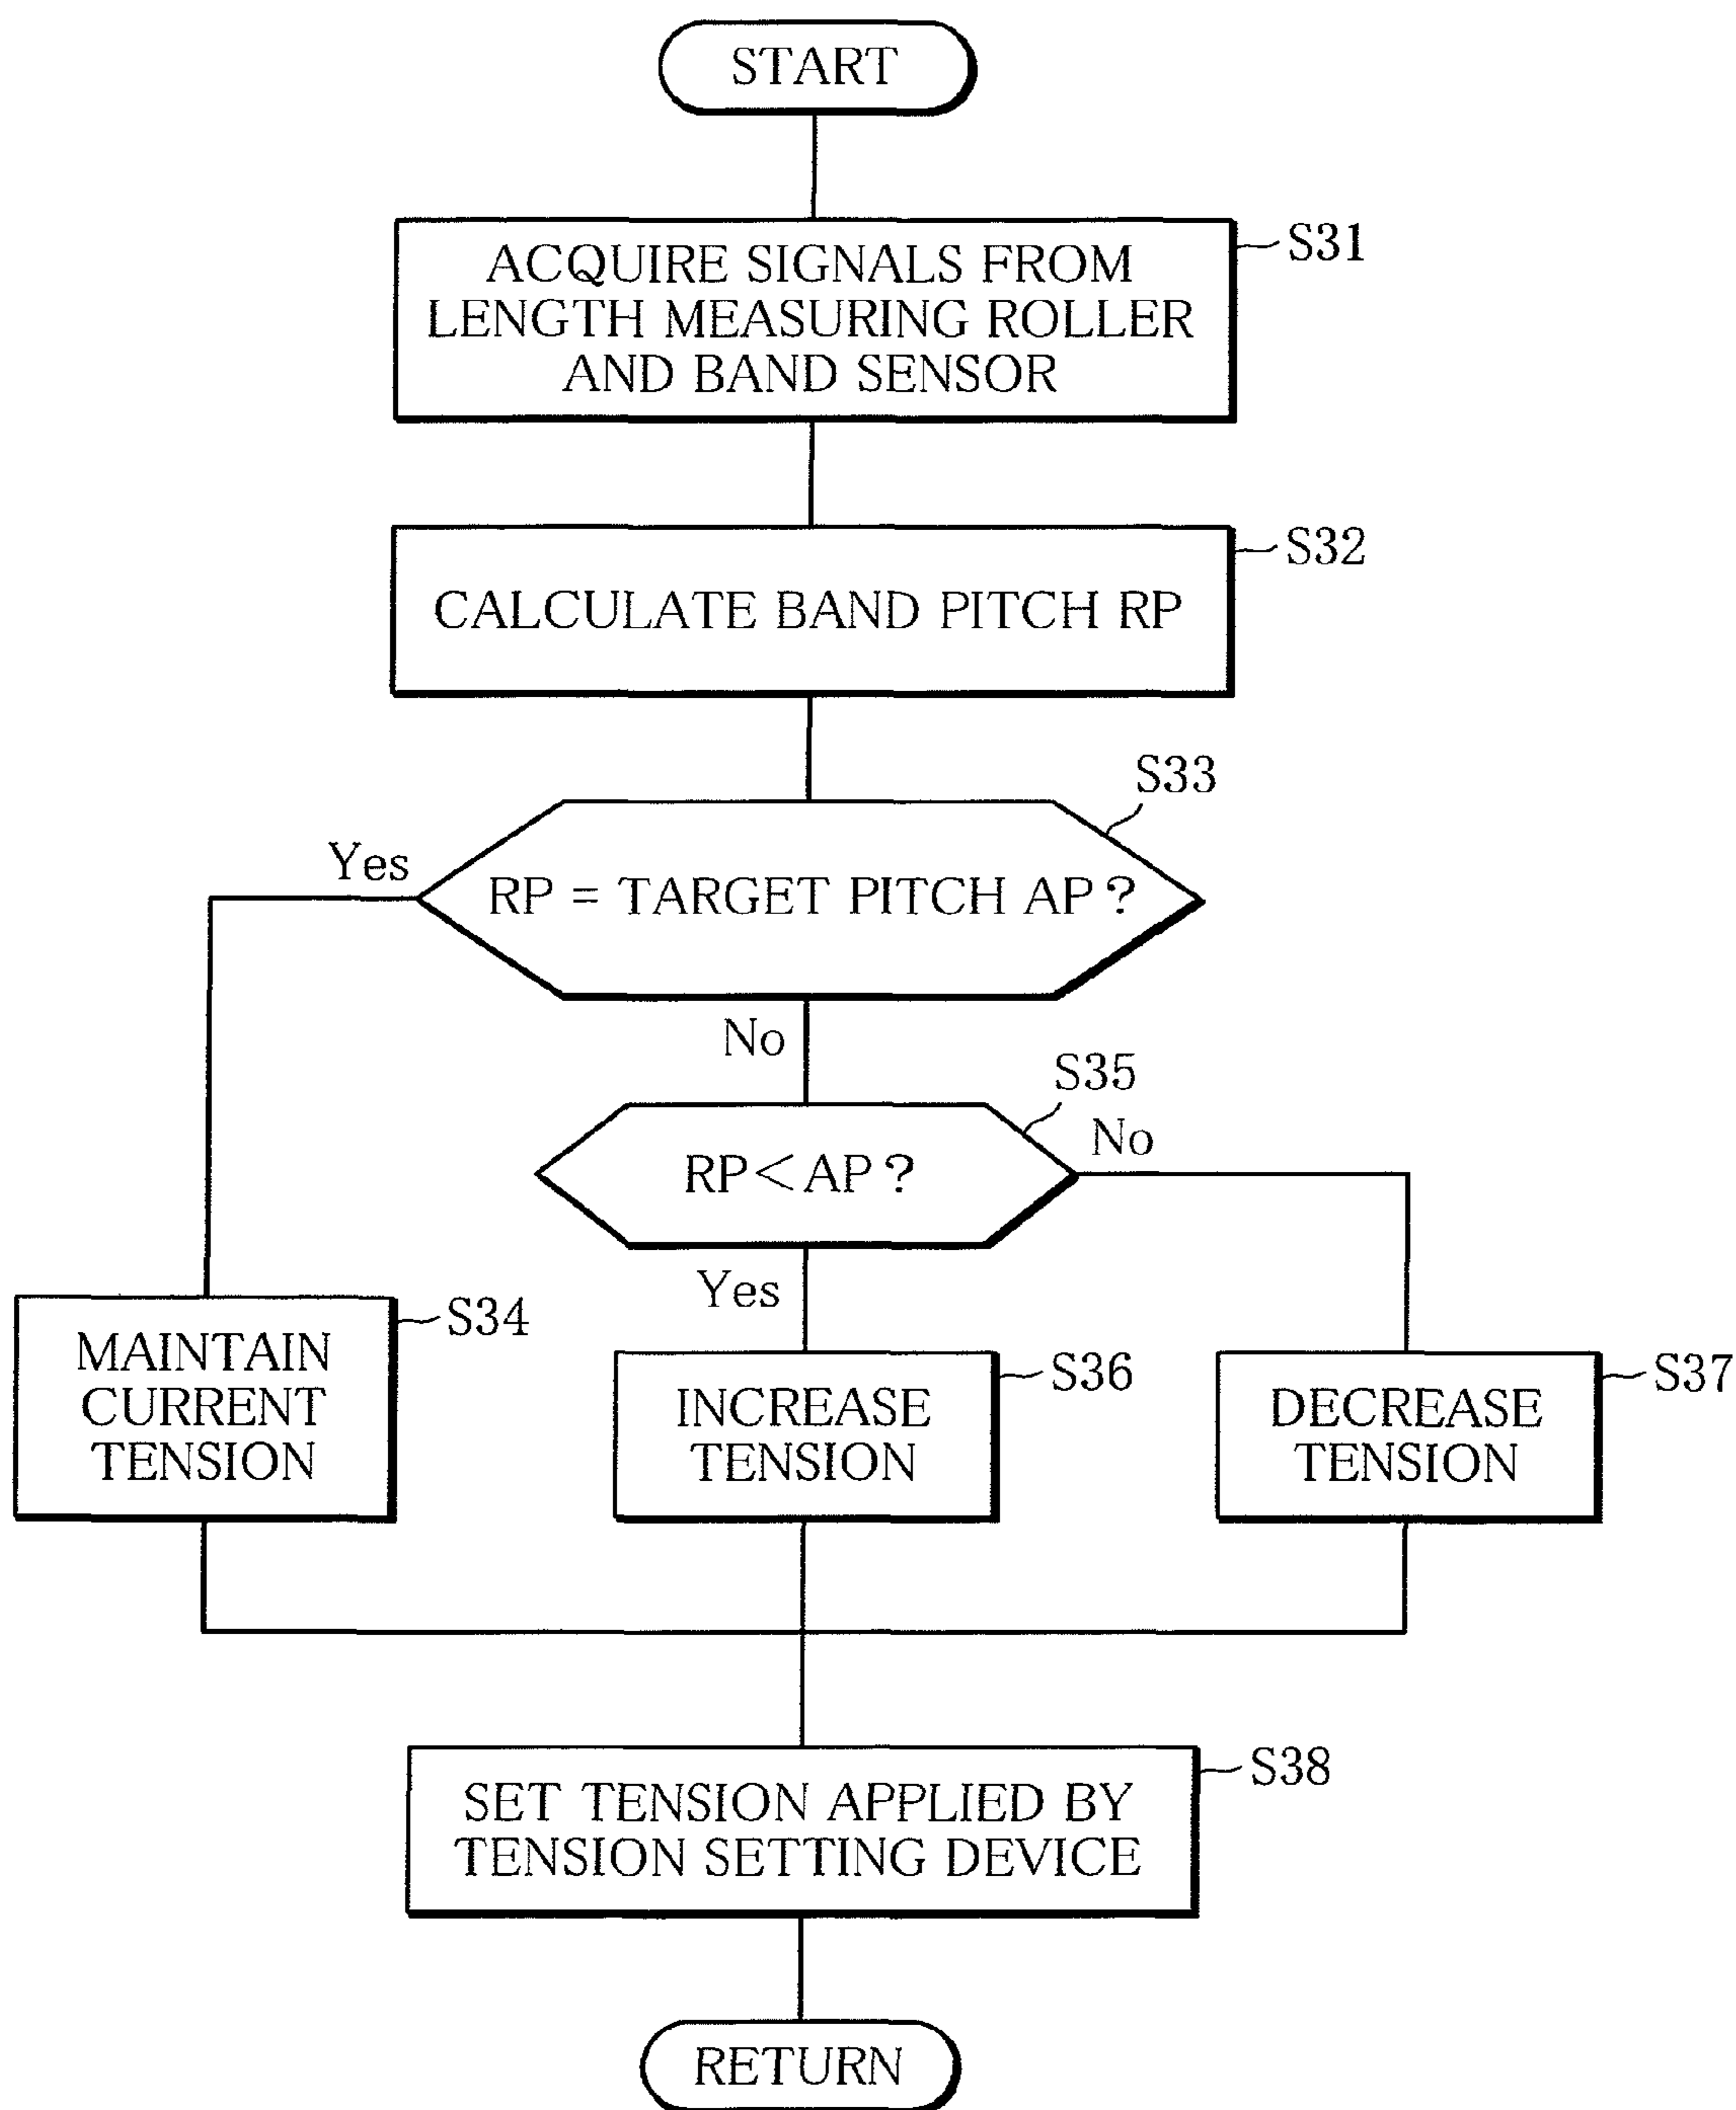 START
ACQUIRE SIGNALS FROM
LENGTH MEASURING ROLLER
AND BAND SENSOR
S31
CALCULATE BAND PITCH RP
S32
S33
Yes
RP = TARGET PITCH AP?
No
S35
RP<AP?
No
Yes
MAINTAIN
CURRENT
TENSION
S34
INCREASE
TENSION
S36
DECREASE
TENSION
S37
SET TENSION APPLIED BY
TENSION SETTING DEVICE
S38
RETURN